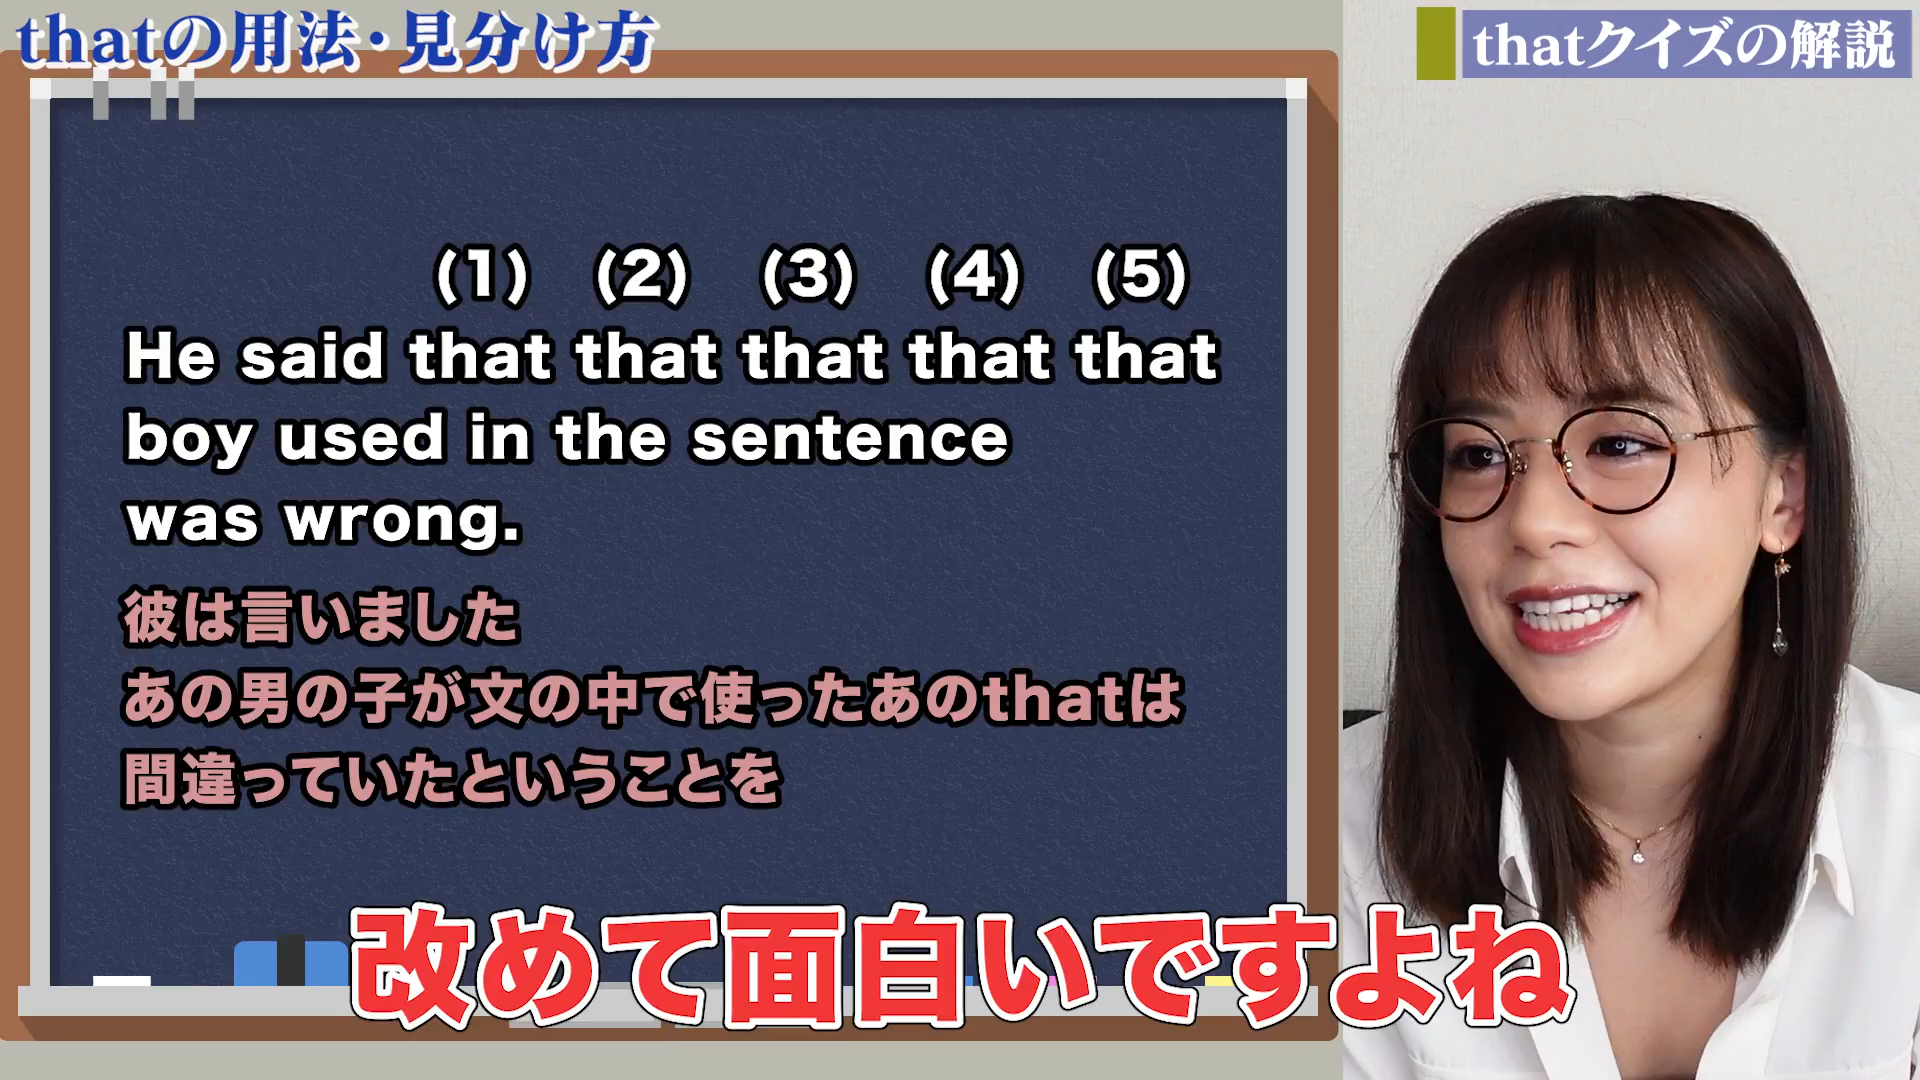 thatの用法・見分け方
thatクイズの解説
(1) (2) (3) (4) (5)
He said that that that that that
boy used in the sentence
was wrong.
彼は言いました
あの男の子が文の中で使ったあのthatは
間違っていたということを
改めて面白いですよね